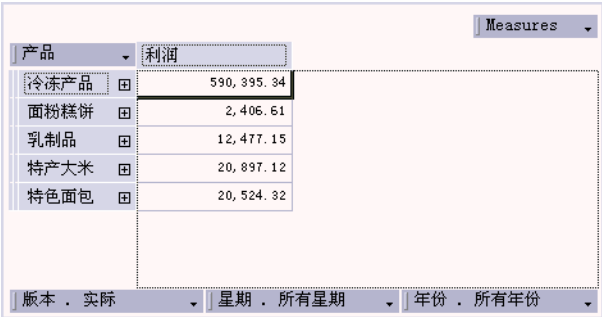 Measures
产品 利润
冷冻产品 590,395.34
面粉糕饼 2,406.61
乳制品 12,477.15
特产大米 20,897.12
特色面包 20,524.32
版本 . 实际 星期 . 所有星期 年份 . 所有年份